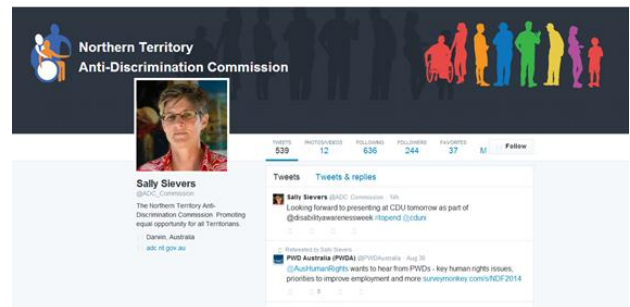 Northern Territory
Anti-Discrimination Commission
TWEETS PHOTOS/VIDEOS FOLLOWING FOLLOWERS FAVORITES
539 12 636 244 37 M Follow
Sally Sievers
@ADC_Commission
The Northern Territory Anti-
Discrimination Commission. Promoting
equal opportunity for all Territorians.
Darwin, Australia
adc.nt.gov.au
Tweets Tweets & replies
Sally Sievers @ADC_Commission · 14h
Looking forward to presenting at CDU tomorrow as part of
@disabilityawarenessweek #topend @cduni
Retweeted by Sally Sievers
PWD Australia (PWDA) @PWDAustralia · Aug 26
@AusHumanRights wants to hear from PWDs - key human rights issues,
priorities to improve employment and more surveymonkey.com/s/NDF2014